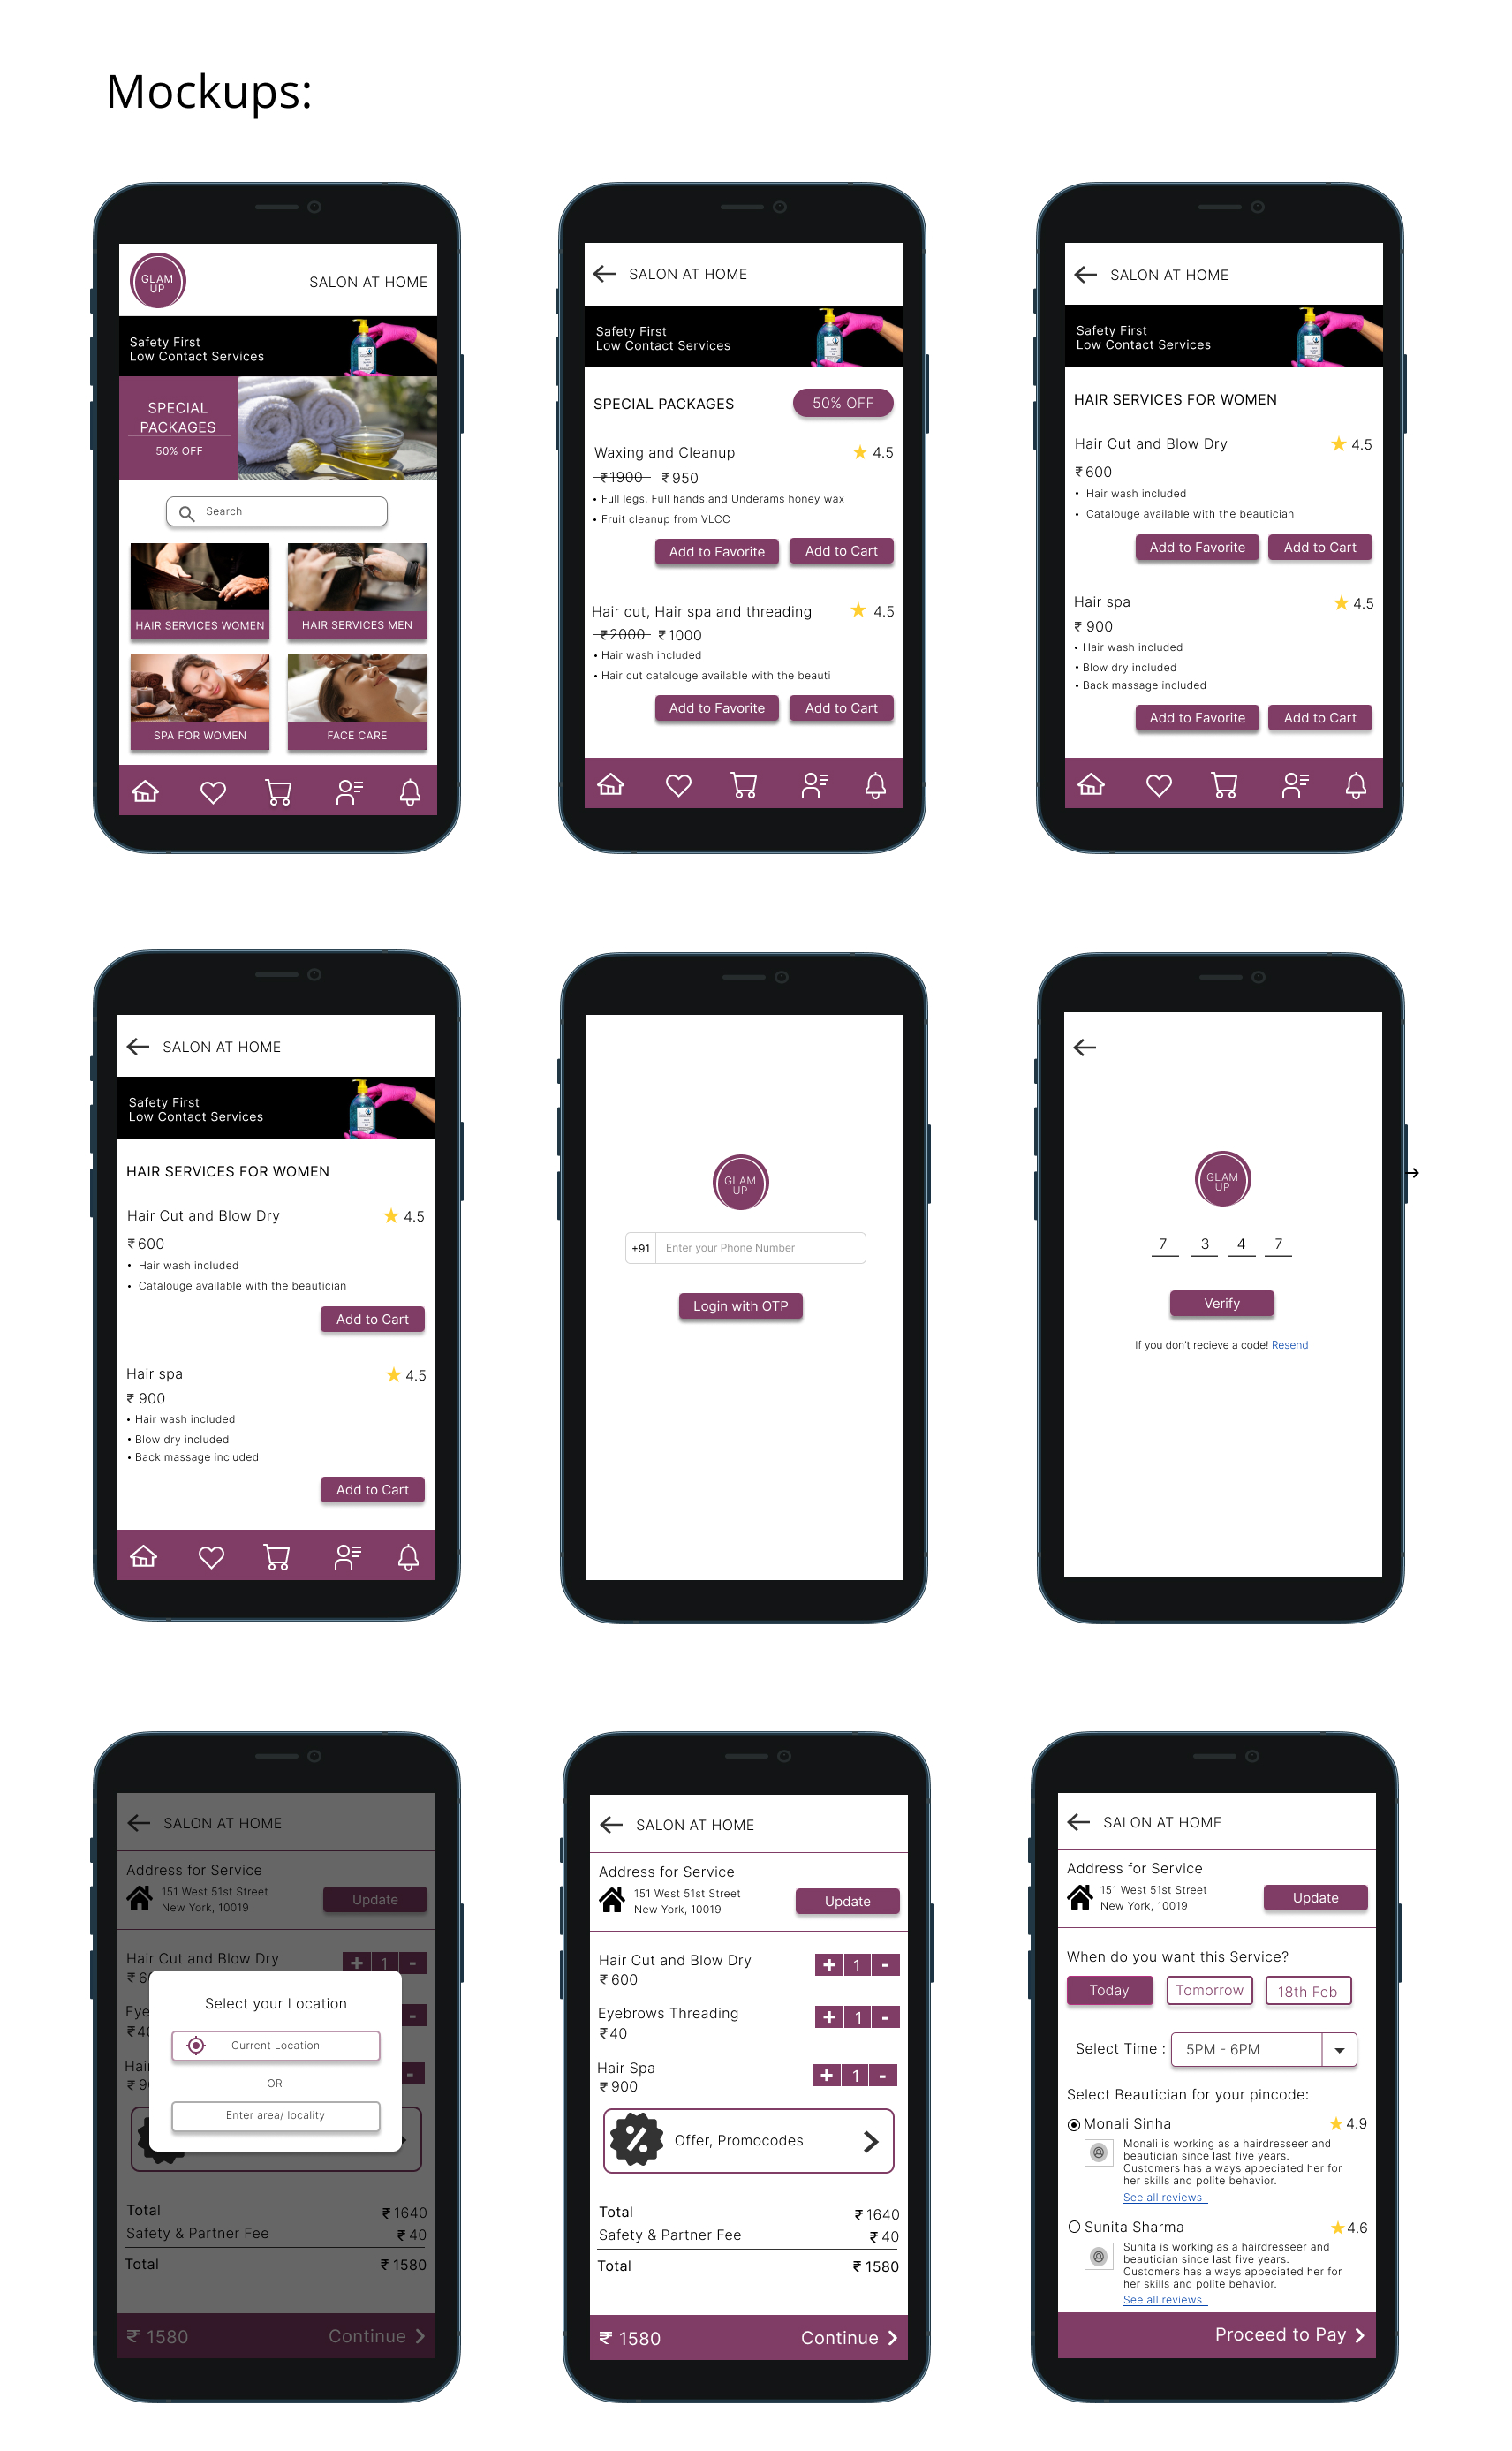 Mockups:
GLAM
UP
SALON AT HOME
Safety First
Low Contact Services
SPECIAL
PACKAGES
50% OFF
Search
HAIR SERVICES WOMEN
HAIR SERVICES MEN
SPA FOR WOMEN
FACE CARE
SALON AT HOME
Safety First
Low Contact Services
SPECIAL PACKAGES
50% OFF
Waxing and Cleanup
4.5
₹1900 ₹950
• Full legs, Full hands and Underams honey wax
• Fruit cleanup from VLCC
Add to Favorite
Add to Cart
Hair cut, Hair spa and threading
4.5
₹2000 ₹1000
• Hair wash included
• Hair cut catalouge available with the beauti
Add to Favorite
Add to Cart
SALON AT HOME
Safety First
Low Contact Services
HAIR SERVICES FOR WOMEN
Hair Cut and Blow Dry
4.5
₹600
• Hair wash included
• Catalouge available with the beautician
Add to Favorite
Add to Cart
Hair spa
4.5
₹ 900
• Hair wash included
• Blow dry included
• Back massage included
Add to Favorite
Add to Cart
SALON AT HOME
Safety First
Low Contact Services
HAIR SERVICES FOR WOMEN
Hair Cut and Blow Dry
4.5
₹600
• Hair wash included
• Catalouge available with the beautician
Add to Cart
Hair spa
4.5
₹ 900
• Hair wash included
• Blow dry included
• Back massage included
Add to Cart
GLAM
UP
+91 Enter your Phone Number
Login with OTP
GLAM
UP
7 3 4 7
Verify
If you don't recieve a code! Resend
SALON AT HOME
Address for Service
151 West 51st Street
New York, 10019
Update
Hair Cut and Blow Dry
+ 1 -
₹6
Select your Location
Eye
-
₹4
Current Location
OR
Hai
-
₹9
Enter area/ locality
Total
₹ 1640
Safety & Partner Fee
₹ 40
Total
₹ 1580
₹ 1580
Continue
SALON AT HOME
Address for Service
151 West 51st Street
New York, 10019
Update
Hair Cut and Blow Dry
+ 1 -
₹600
Eyebrows Threading
+ 1 -
₹40
Hair Spa
+ 1 -
₹ 900
%
Offer, Promocodes
Total
₹ 1640
Safety & Partner Fee
₹ 40
Total
₹ 1580
₹ 1580
Continue
SALON AT HOME
Address for Service
151 West 51st Street
New York, 10019
Update
When do you want this Service?
Today
Tomorrow
18th Feb
Select Time :
5PM - 6PM
Select Beautician for your pincode:
Monali Sinha
4.9
Monali is working as a hairdresseer and
beautician since last five years.
Customers has always appeciated her for
her skills and polite behavior.
See all reviews
Sunita Sharma
4.6
Sunita is working as a hairdresseer and
beautician since last five years.
Customers has always appeciated her for
her skills and polite behavior.
See all reviews
Proceed to Pay